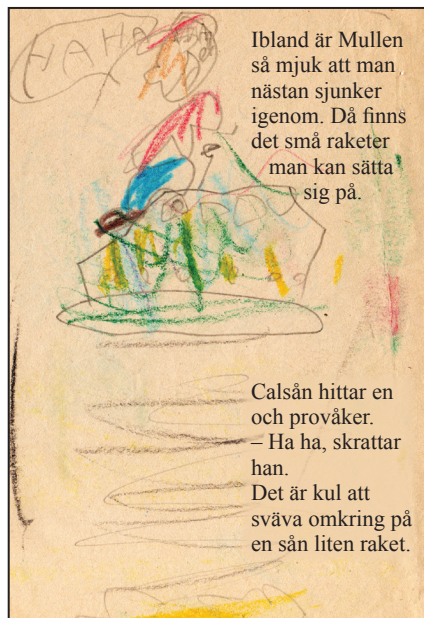 HAHA
Ibland är Mullen
så mjuk att man
nästan sjunker
igenom. Då finns
det små raketer
man kan sätta
sig på.
Calsån hittar en
och provåker.
– Ha ha, skrattar
han.
Det är kul att
sväva omkring på
en sån liten raket.